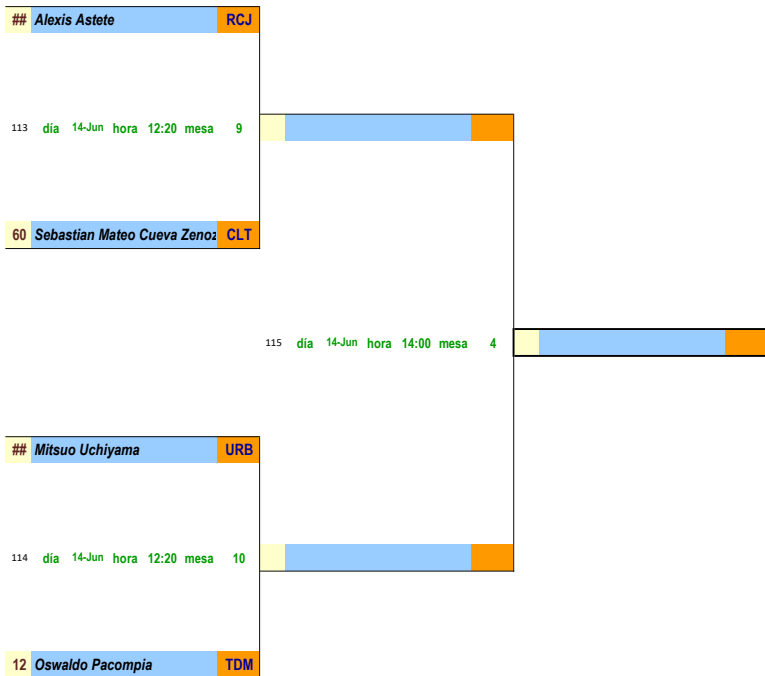 ## Alexis Astete RCJ
113 día 14-Jun hora 12:20 mesa 9
60 Sebastian Mateo Cueva Zenoz CLT
115 día 14-Jun hora 14:00 mesa 4
## Mitsuo Uchiyama URB
114 día 14-Jun hora 12:20 mesa 10
12 Oswaldo Pacompia TDM